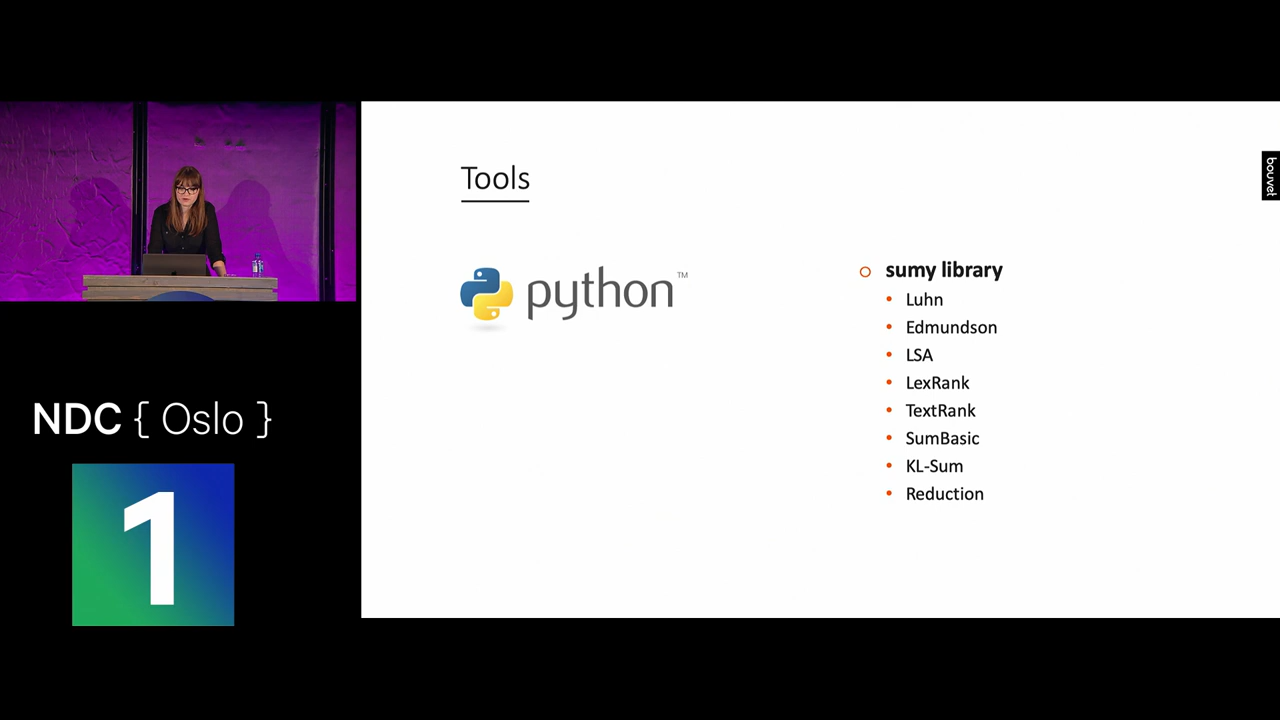 Tools
bouvet
python™
sumy library
Luhn
Edmundson
LSA
LexRank
TextRank
SumBasic
KL-Sum
Reduction
NDC { Oslo }
1